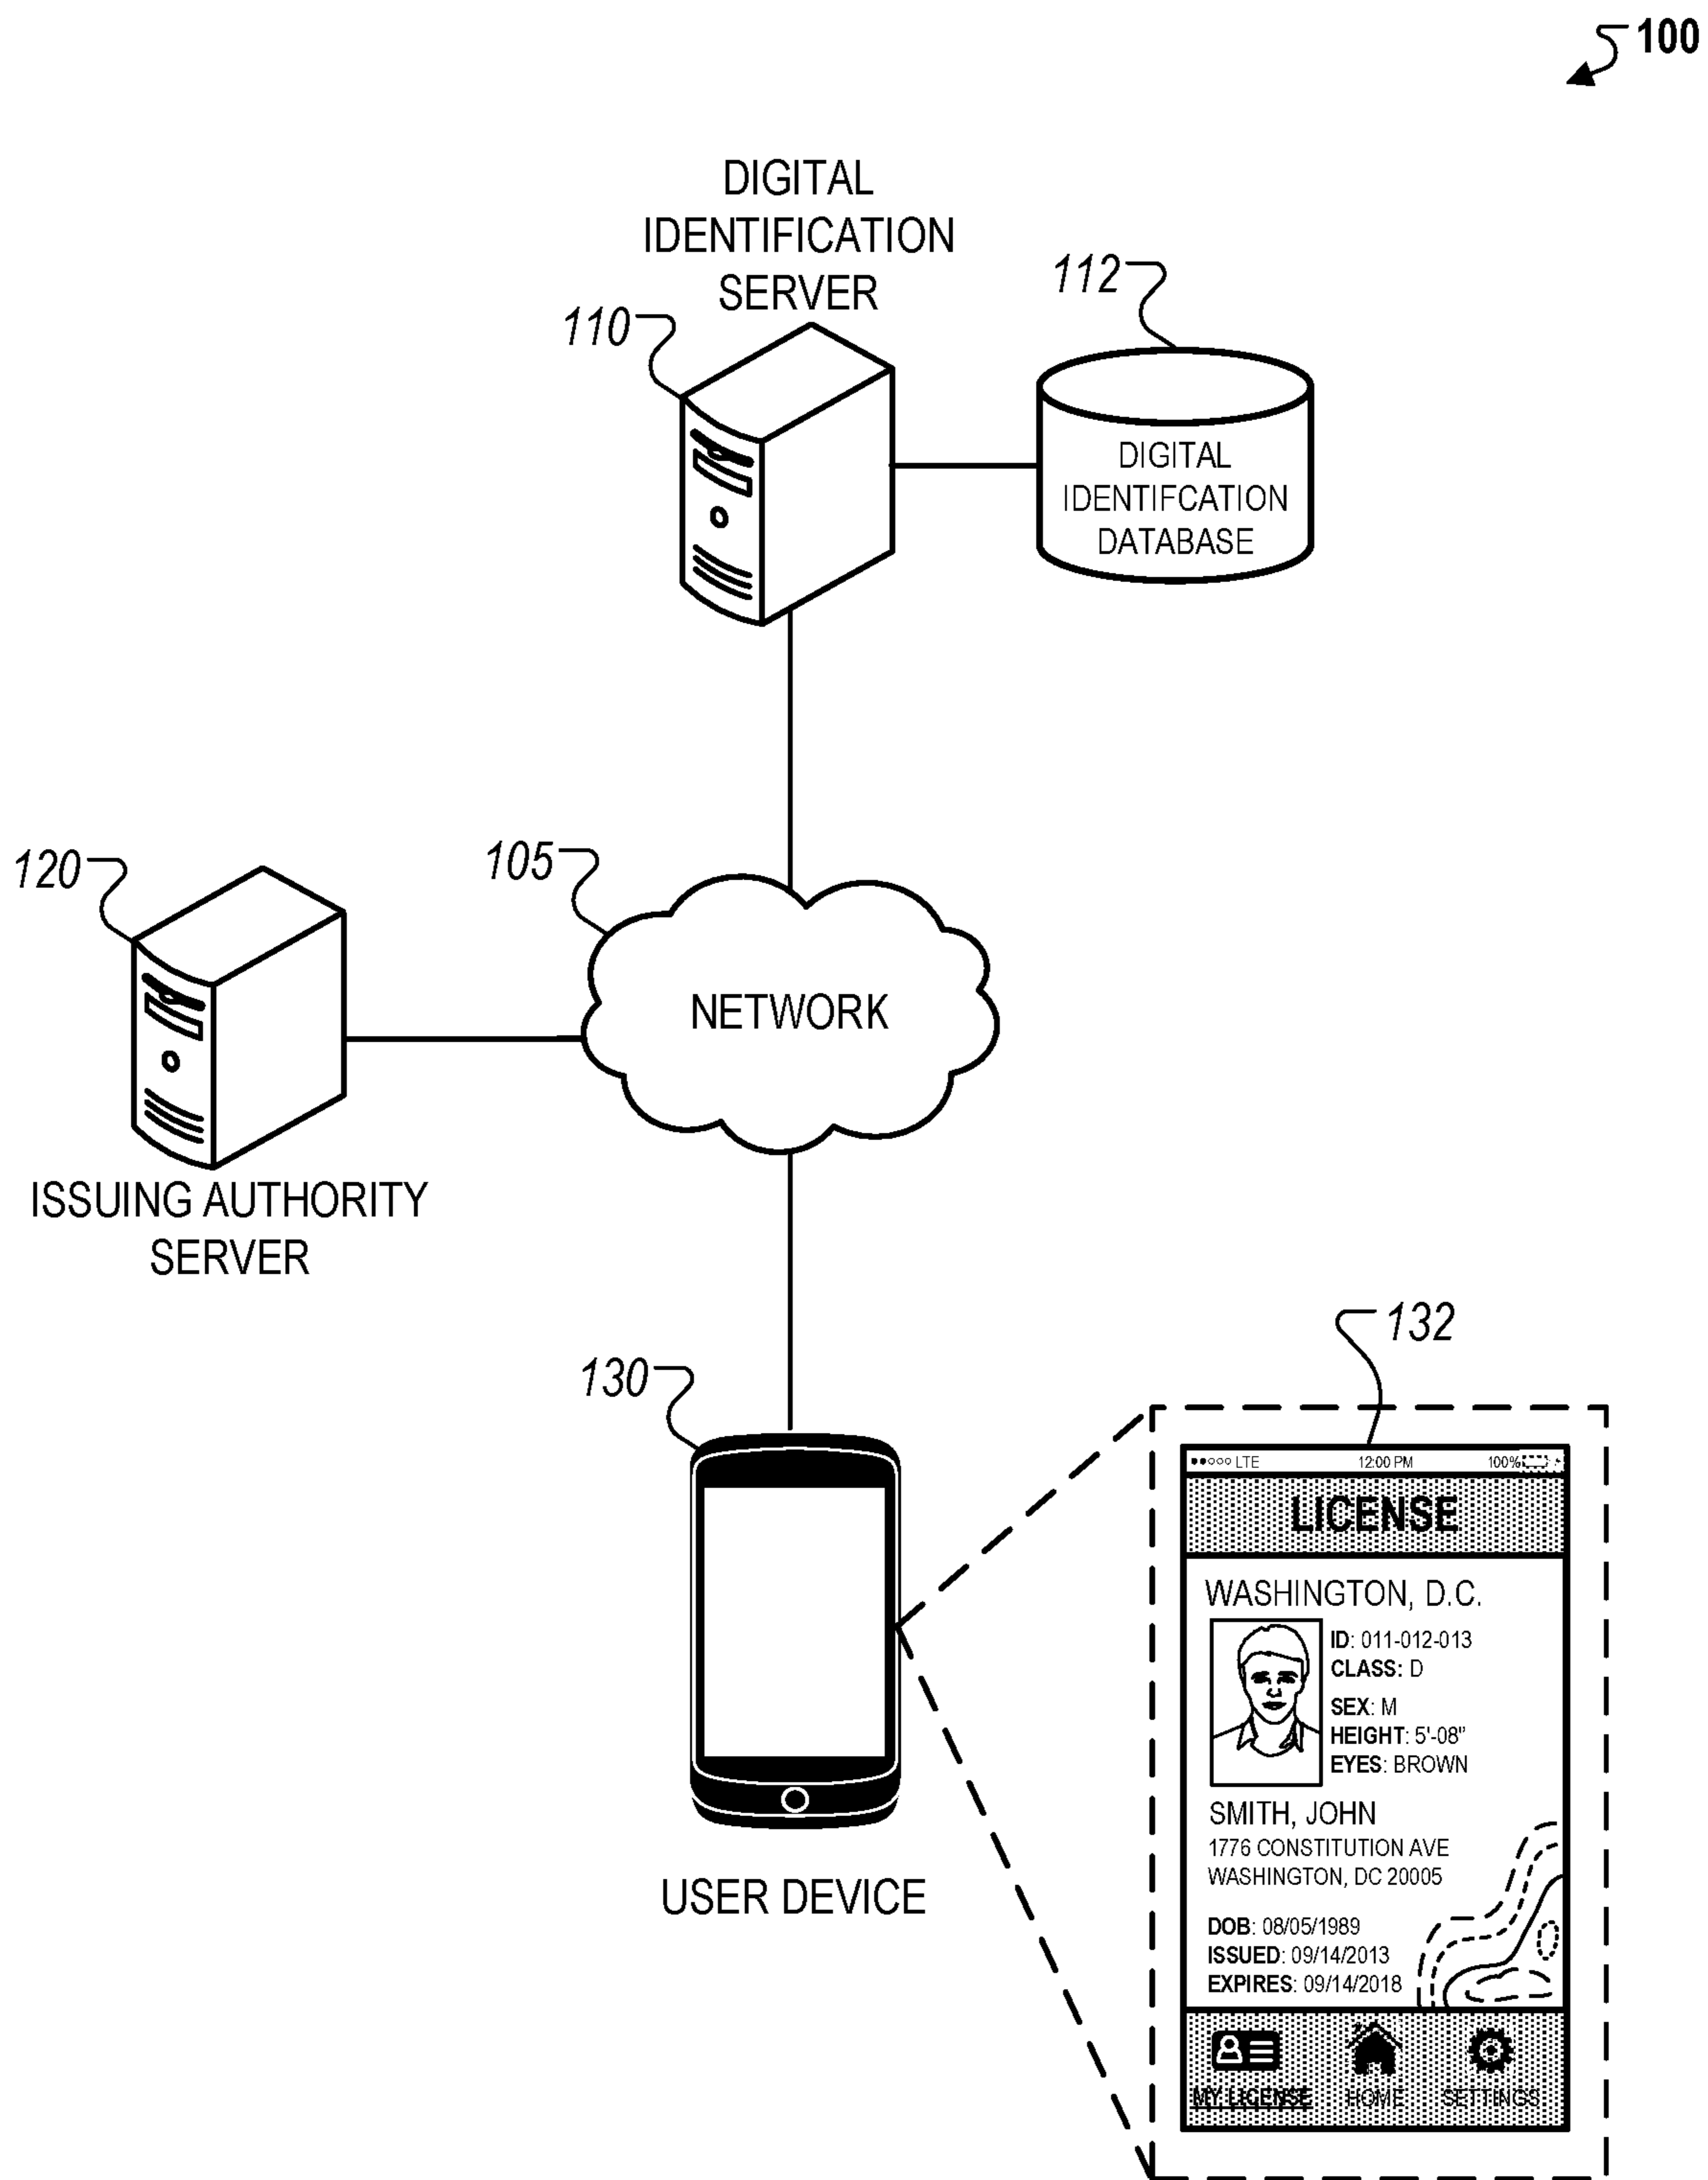 100
DIGITAL
IDENTIFICATION
SERVER
110
112
DIGITAL
IDENTIFCATION
DATABASE
120
105
NETWORK
ISSUING AUTHORITY
SERVER
130
USER DEVICE
132
LTE 12:00 PM 100%
LICENSE
WASHINGTON, D.C.
ID: 011-012-013
CLASS: D
SEX: M
HEIGHT: 5'-08"
EYES: BROWN
SMITH, JOHN
1776 CONSTITUTION AVE
WASHINGTON, DC 20005
DOB: 08/05/1989
ISSUED: 09/14/2013
EXPIRES: 09/14/2018
MY LICENSE HOME SETTINGS